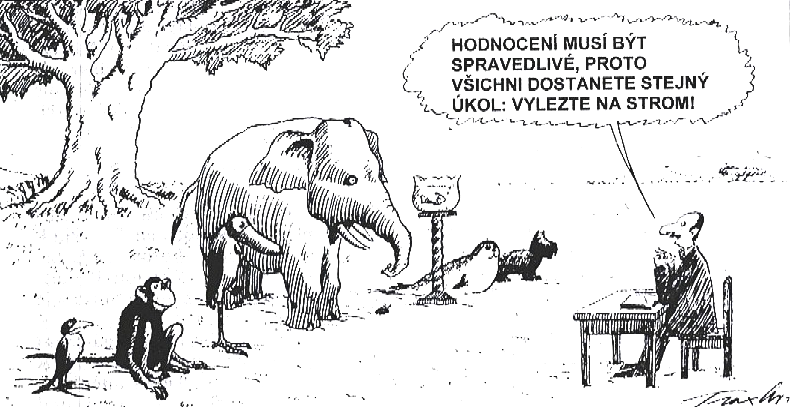 HODNOCENÍ MUSÍ BÝT
SPRAVEDLIVÉ, PROTO
VŠICHNI DOSTANETE STEJNÝ
ÚKOL: VYLEZTE NA STROM!